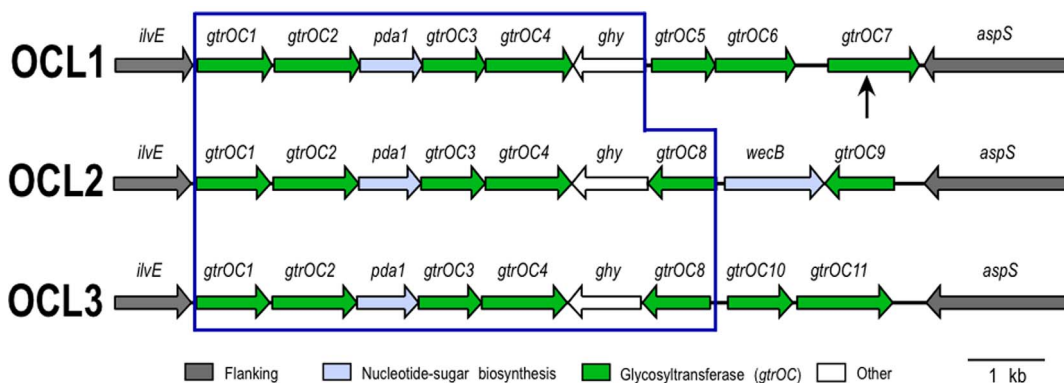 ilvE gtrOC1 gtrOC2 pda1 gtrOC3 gtrOC4 ghy gtrOC5 gtrOC6 gtrOC7 aspS
OCL1
ilvE gtrOC1 gtrOC2 pda1 gtrOC3 gtrOC4 ghy gtrOC8 wecB gtrOC9 aspS
OCL2
ilvE gtrOC1 gtrOC2 pda1 gtrOC3 gtrOC4 ghy gtrOC8 gtrOC10 gtrOC11 aspS
OCL3
Flanking Nucleotide-sugar biosynthesis Glycosyltransferase (gtrOC) Other 1 kb